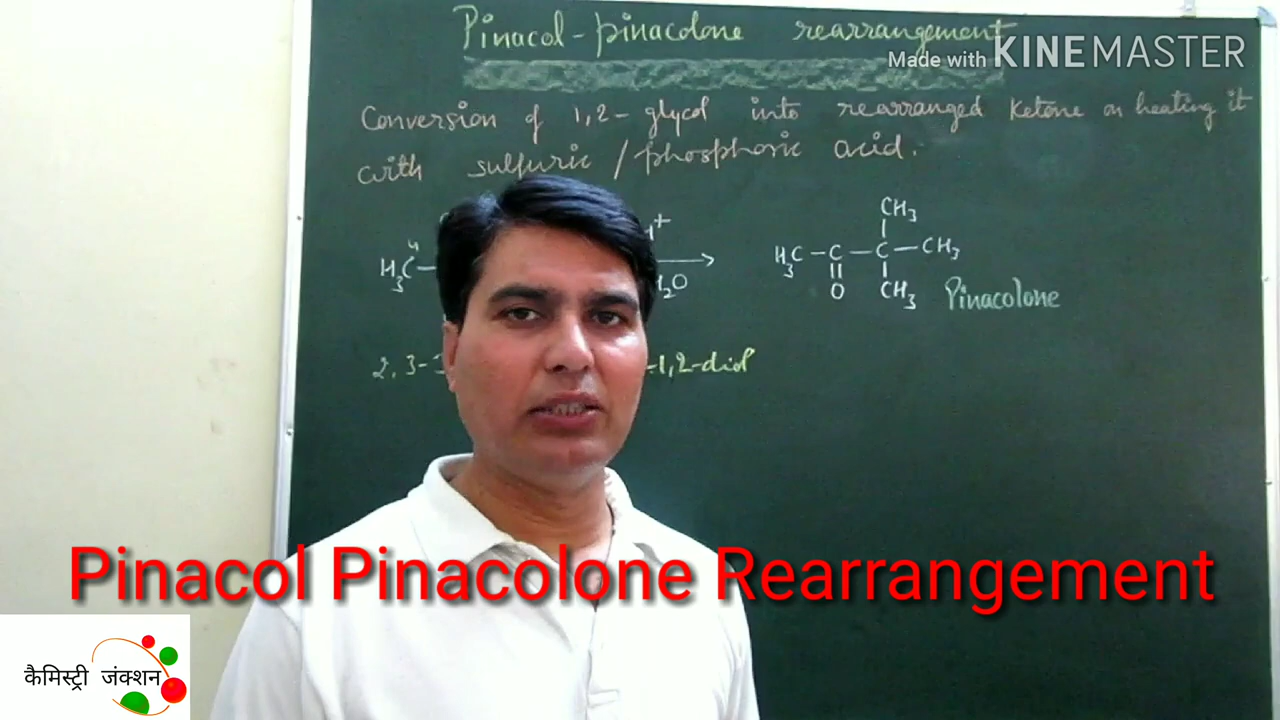 Pinacol-pinacolone rearrangement
Made with KINEMASTER
Conversion of 1,2-glycol into rearranged Ketone on heating it
with sulfuric/phosphoric acid.
CH3
4
H3C
H+
H3C-C-C-CH3
H2O
O CH3 Pinacolone
2,3-
-1,2-diol
Pinacol Pinacolone Rearrangement
कैमिस्ट्री जंक्शन